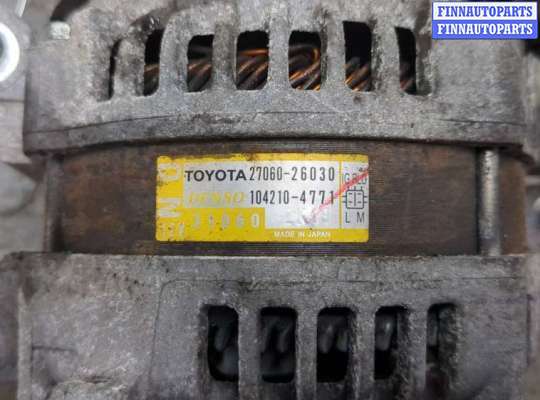 FINNAUTOPARTS
FINNAUTOPARTS
TOYOTA 27060-26030
DENSO 104210-4771
L M
MADE IN JAPAN